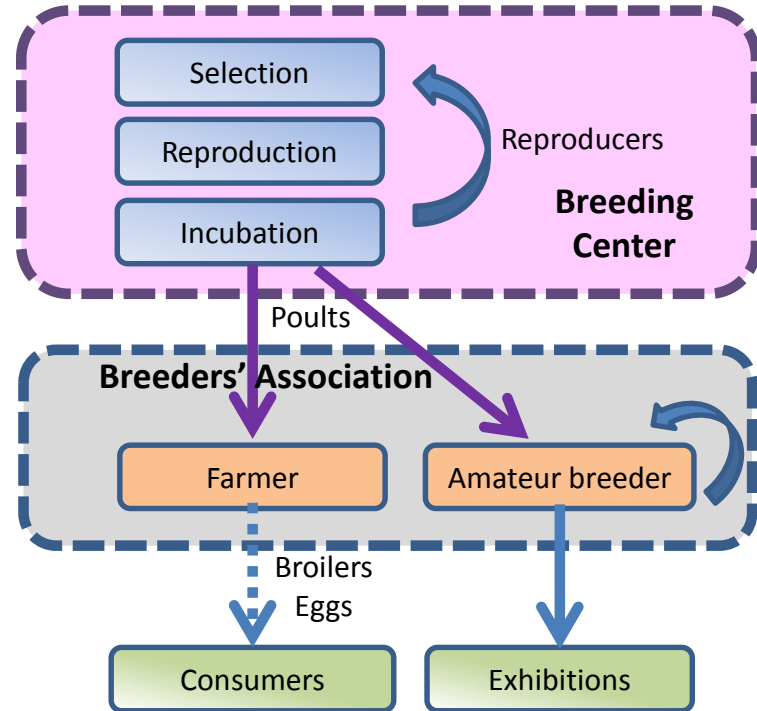 Selection
Reproduction
Reproducers
Incubation
Breeding
Center
Poults
Breeders’ Association
Farmer
Amateur breeder
Broilers
Eggs
Consumers
Exhibitions